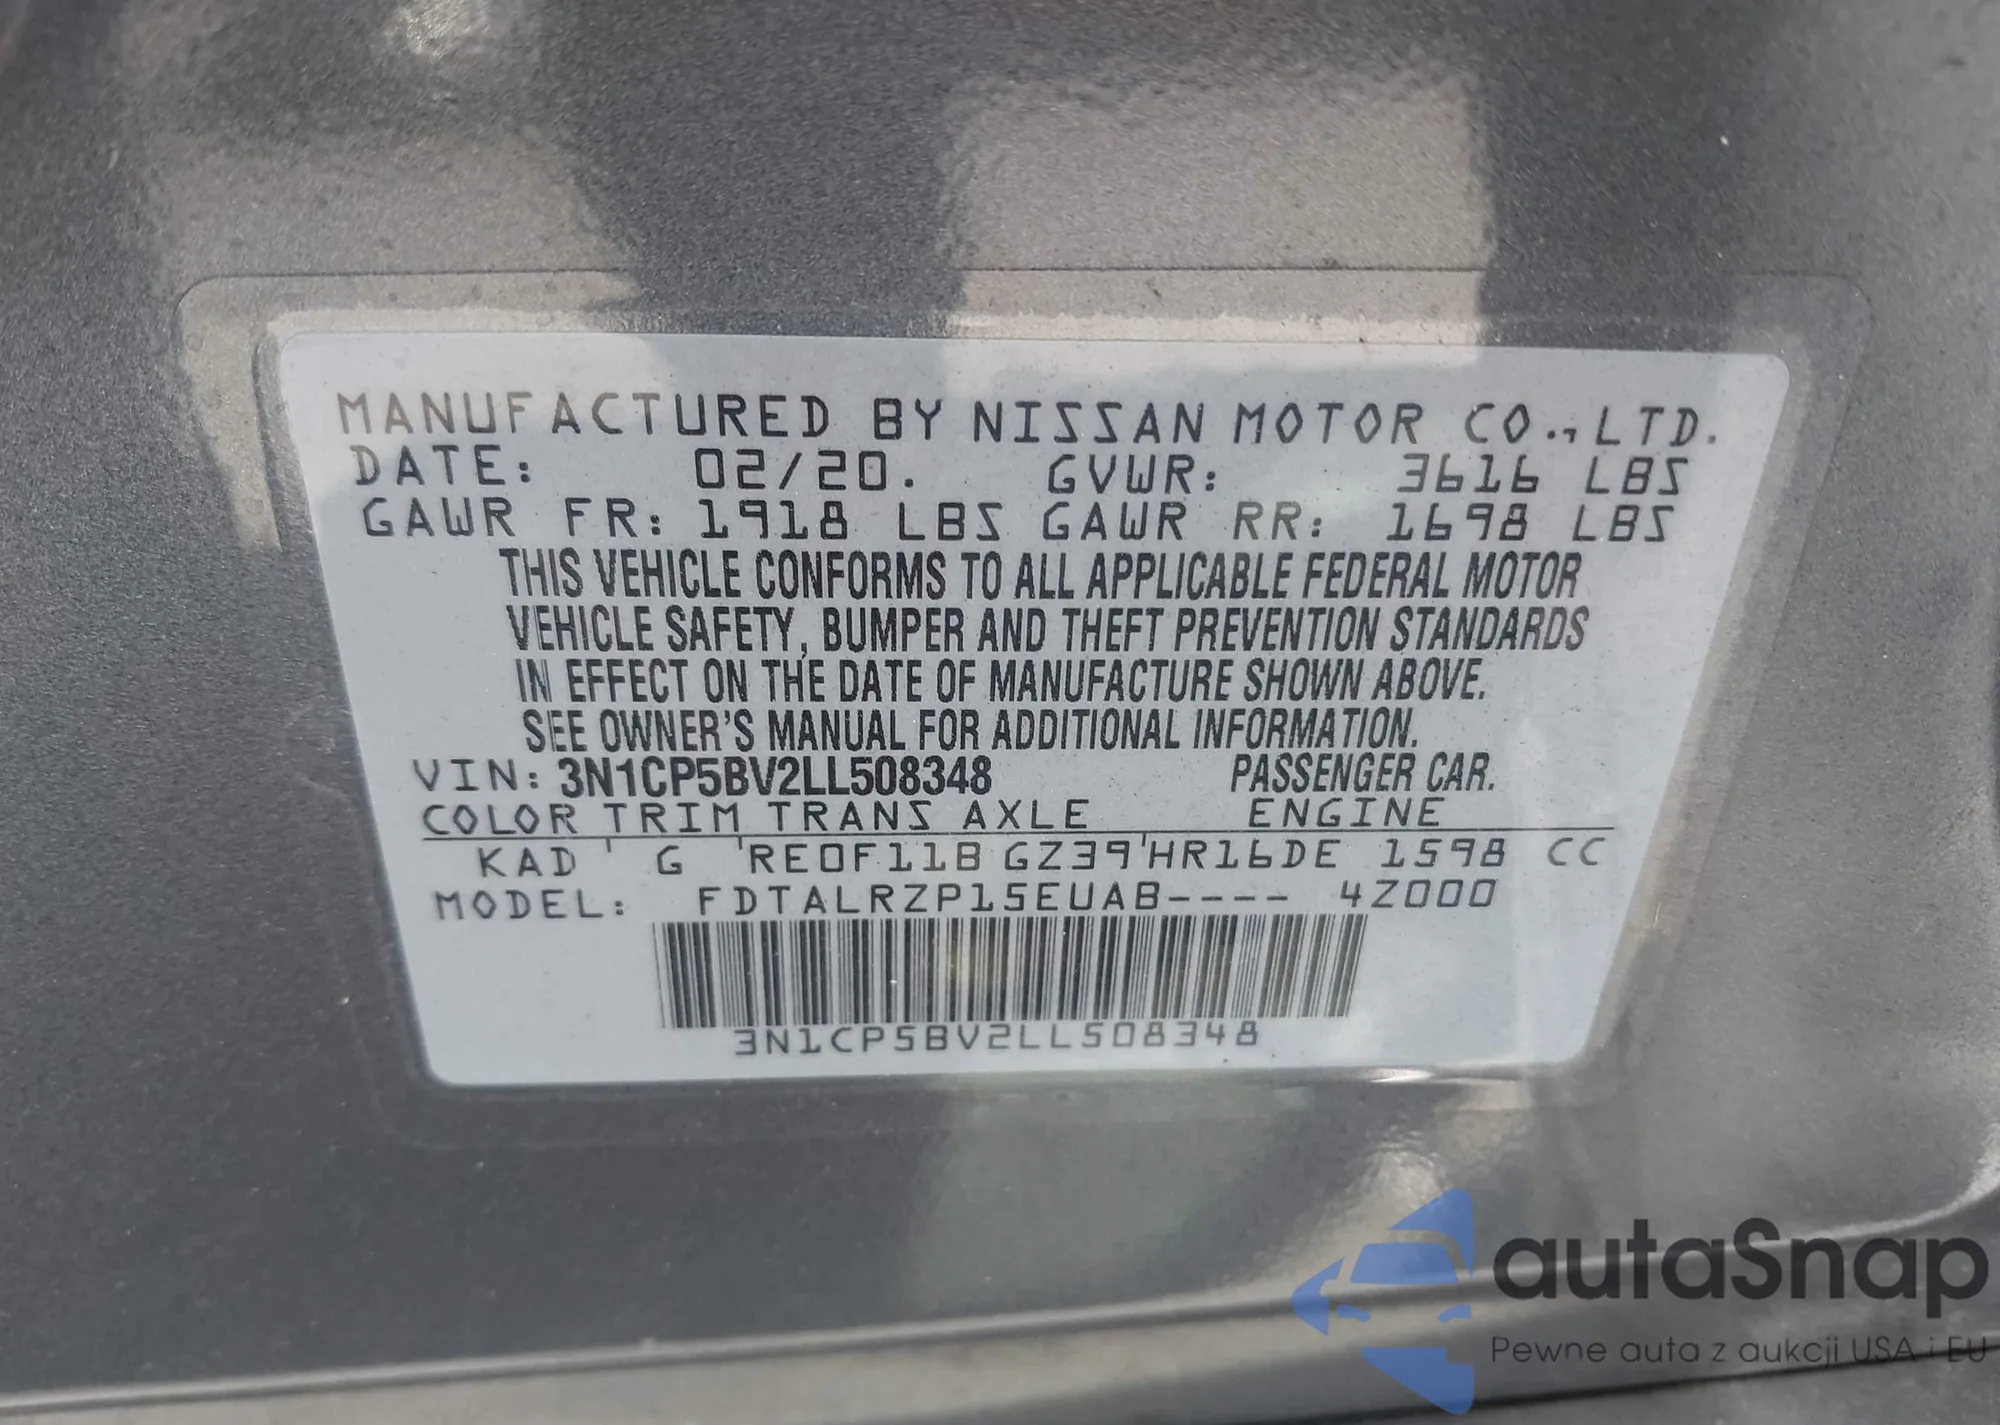 MANUFACTURED BY NISSAN MOTOR CO., LTD.
DATE: 02/20. GVWR: 3616 LBS
GAWR FR: 1918 LBS GAWR RR: 1698 LBS
THIS VEHICLE CONFORMS TO ALL APPLICABLE FEDERAL MOTOR
VEHICLE SAFETY, BUMPER AND THEFT PREVENTION STANDARDS
IN EFFECT ON THE DATE OF MANUFACTURE SHOWN ABOVE.
SEE OWNER'S MANUAL FOR ADDITIONAL INFORMATION.
VIN: 3N1CP5BV2LL508348 PASSENGER CAR.
COLOR TRIM TRANS AXLE ENGINE
KAD ' G 'RE0F11B GZ39'HR16DE 1598 CC
MODEL: FDTALRZP15EUAB---- 4Z000
3N1CP5BV2LL508348
autaSnap
Pewne auta z aukcji USA i EU